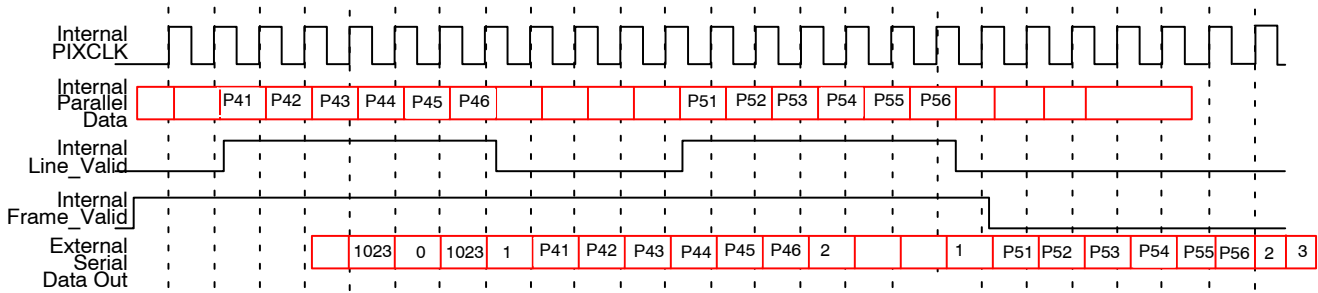 Internal
PIXCLK
Internal
Parallel
Data
P41 P42 P43 P44 P45 P46 P51 P52 P53 P54 P55 P56
Internal
Line_Valid
Internal
Frame_Valid
External
Serial
Data Out
1023 0 1023 1 P41 P42 P43 P44 P45 P46 2 1 P51 P52 P53 P54 P55 P56 2 3